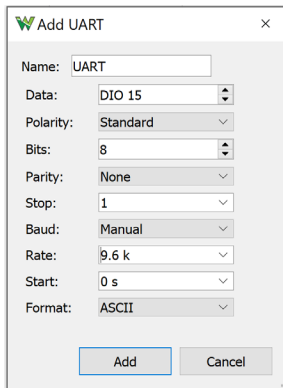 Add UART
Name: UART
Data: DIO 15
Polarity: Standard
Bits: 8
Parity: None
Stop: 1
Baud: Manual
Rate: 9.6 k
Start: 0 s
Format: ASCII
Add Cancel